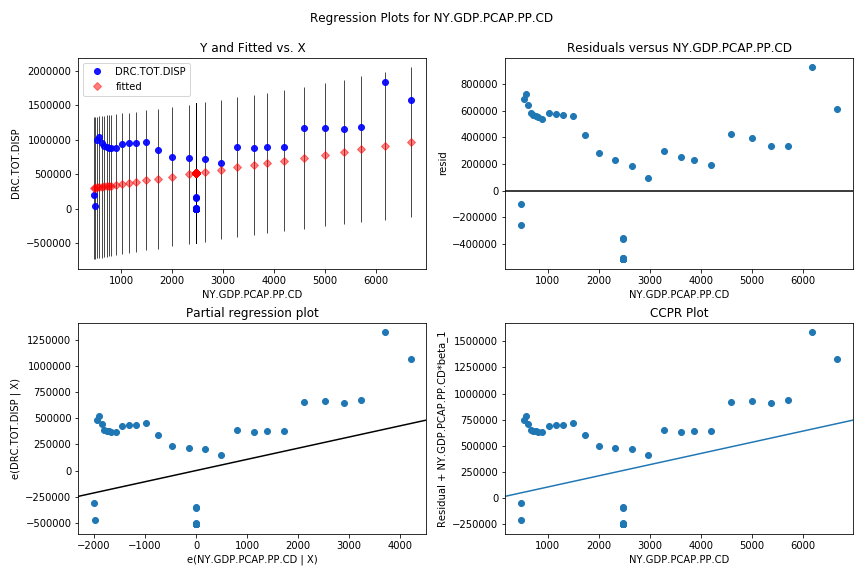 Regression Plots for NY.GDP.PCAP.PP.CD
Y and Fitted vs. X
DRC.TOT.DISP
2000000
1500000
1000000
500000
0
−500000
DRC.TOT.DISP
fitted
1000 2000 3000 4000 5000 6000
NY.GDP.PCAP.PP.CD
Residuals versus NY.GDP.PCAP.PP.CD
resid
800000
600000
400000
200000
0
−200000
−400000
1000 2000 3000 4000 5000 6000
NY.GDP.PCAP.PP.CD
Partial regression plot
e(DRC.TOT.DISP | X)
1250000
1000000
750000
500000
250000
0
−250000
−500000
−2000 −1000 0 1000 2000 3000 4000
e(NY.GDP.PCAP.PP.CD | X)
CCPR Plot
Residual + NY.GDP.PCAP.PP.CD*beta_1
1500000
1250000
1000000
750000
500000
250000
0
−250000
1000 2000 3000 4000 5000 6000
NY.GDP.PCAP.PP.CD